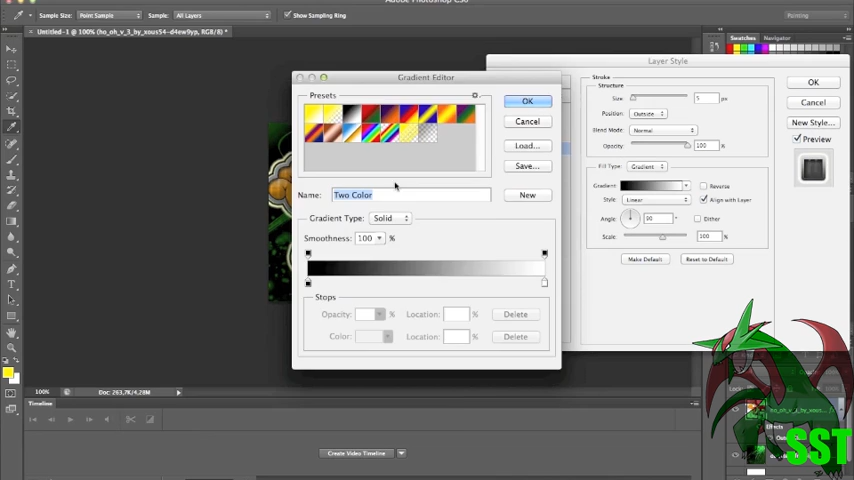 Adobe Photoshop CS6
Sample Size: Point Sample
Sample: All Layers
Show Sampling Ring
Painting
Untitled-1 @ 100% (ho_oh_v_3_by_xous54-d4ew9yp, RGB/8) *
Swatches
Navigator
Gradient Editor
Layer Style
Presets
OK
Cancel
Load...
Save...
Name: Two Color
New
Gradient Type: Solid
Smoothness: 100 %
Stops
Opacity: % Location: Delete
Color: Location: Delete
Stroke
Structure
Size: 5 px
Position: Outside
Blend Mode: Normal
Opacity: 100 %
Fill Type: Gradient
Gradient: Reverse
Style: Linear Align with Layer
Angle: 90 ° Dither
Scale: 100 %
Make Default
Reset to Default
OK
Cancel
New Style...
Preview
100%
Doc: 263,7K/4,28M
Timeline
Create Video Timeline
Effects
SST